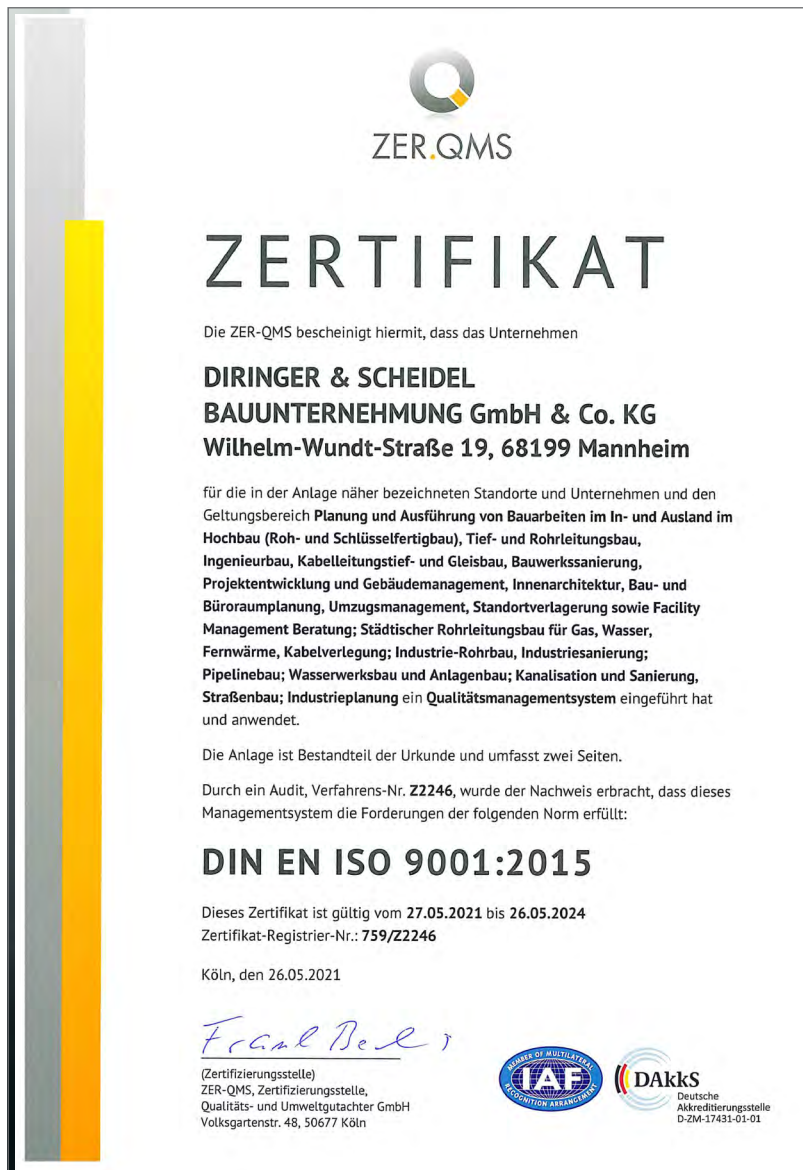 ZER.QMS
ZERTIFIKAT
Die ZER-QMS bescheinigt hiermit, dass das Unternehmen
DIRINGER & SCHEIDEL
BAUUNTERNEHMUNG GmbH & Co. KG
Wilhelm-Wundt-Straße 19, 68199 Mannheim
für die in der Anlage näher bezeichneten Standorte und Unternehmen und den
Geltungsbereich Planung und Ausführung von Bauarbeiten im In- und Ausland im
Hochbau (Roh- und Schlüsselfertigbau), Tief- und Rohrleitungsbau,
Ingenieurbau, Kabelleitungstief- und Gleisbau, Bauwerkssanierung,
Projektentwicklung und Gebäudemanagement, Innenarchitektur, Bau- und
Büroraumplanung, Umzugsmanagement, Standortverlagerung sowie Facility
Management Beratung; Städtischer Rohrleitungsbau für Gas, Wasser,
Fernwärme, Kabelverlegung; Industrie-Rohrbau, Industriesanierung;
Pipelinebau; Wasserwerksbau und Anlagenbau; Kanalisation und Sanierung,
Straßenbau; Industrieplanung ein Qualitätsmanagementsystem eingeführt hat
und anwendet.
Die Anlage ist Bestandteil der Urkunde und umfasst zwei Seiten.
Durch ein Audit, Verfahrens-Nr. Z2246, wurde der Nachweis erbracht, dass dieses
Managementsystem die Forderungen der folgenden Norm erfüllt:
DIN EN ISO 9001:2015
Dieses Zertifikat ist gültig vom 27.05.2021 bis 26.05.2024
Zertifikat-Registrier-Nr.: 759/Z2246
Köln, den 26.05.2021
(Zertifizierungsstelle)
ZER-QMS, Zertifizierungsstelle,
Qualitäts- und Umweltgutachter GmbH
Volksgartenstr. 48, 50677 Köln
MEMBER OF MULTILATERAL
IAF
RECOGNITION ARRANGEMENT
DAkkS
Deutsche
Akkreditierungsstelle
D-ZM-17431-01-01